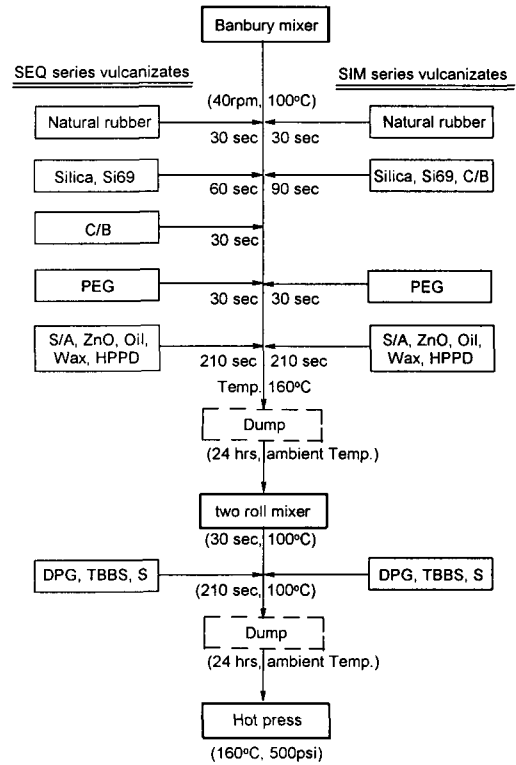 Banbury mixer
SEQ series vulcanizates
SIM series vulcanizates
(40rpm, 100°C)
Natural rubber
Natural rubber
30 sec
30 sec
Silica, Si69
Silica, Si69, C/B
60 sec
90 sec
C/B
30 sec
PEG
PEG
30 sec
30 sec
S/A, ZnO, Oil,
Wax, HPPD
S/A, ZnO, Oil,
Wax, HPPD
210 sec
210 sec
Temp. 160°C
Dump
(24 hrs, ambient Temp.)
two roll mixer
(30 sec, 100°C)
DPG, TBBS, S
DPG, TBBS, S
(210 sec, 100°C)
Dump
(24 hrs, ambient Temp.)
Hot press
(160°C, 500psi)